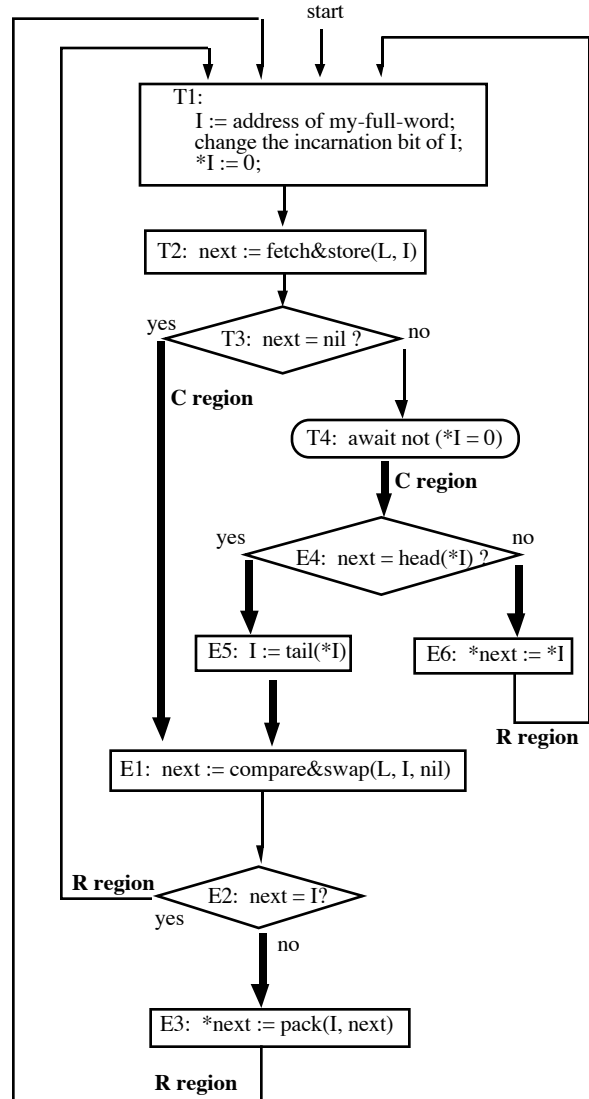 start
T1:
I := address of my-full-word;
change the incarnation bit of I;
*I := 0;
T2: next := fetch&store(L, I)
yes
T3: next = nil ?
no
C region
T4: await not (*I = 0)
C region
yes
no
E4: next = head(*I) ?
E5: I := tail(*I)
E6: *next := *I
R region
E1: next := compare&swap(L, I, nil)
R region
E2: next = I?
yes
no
E3: *next := pack(I, next)
R region